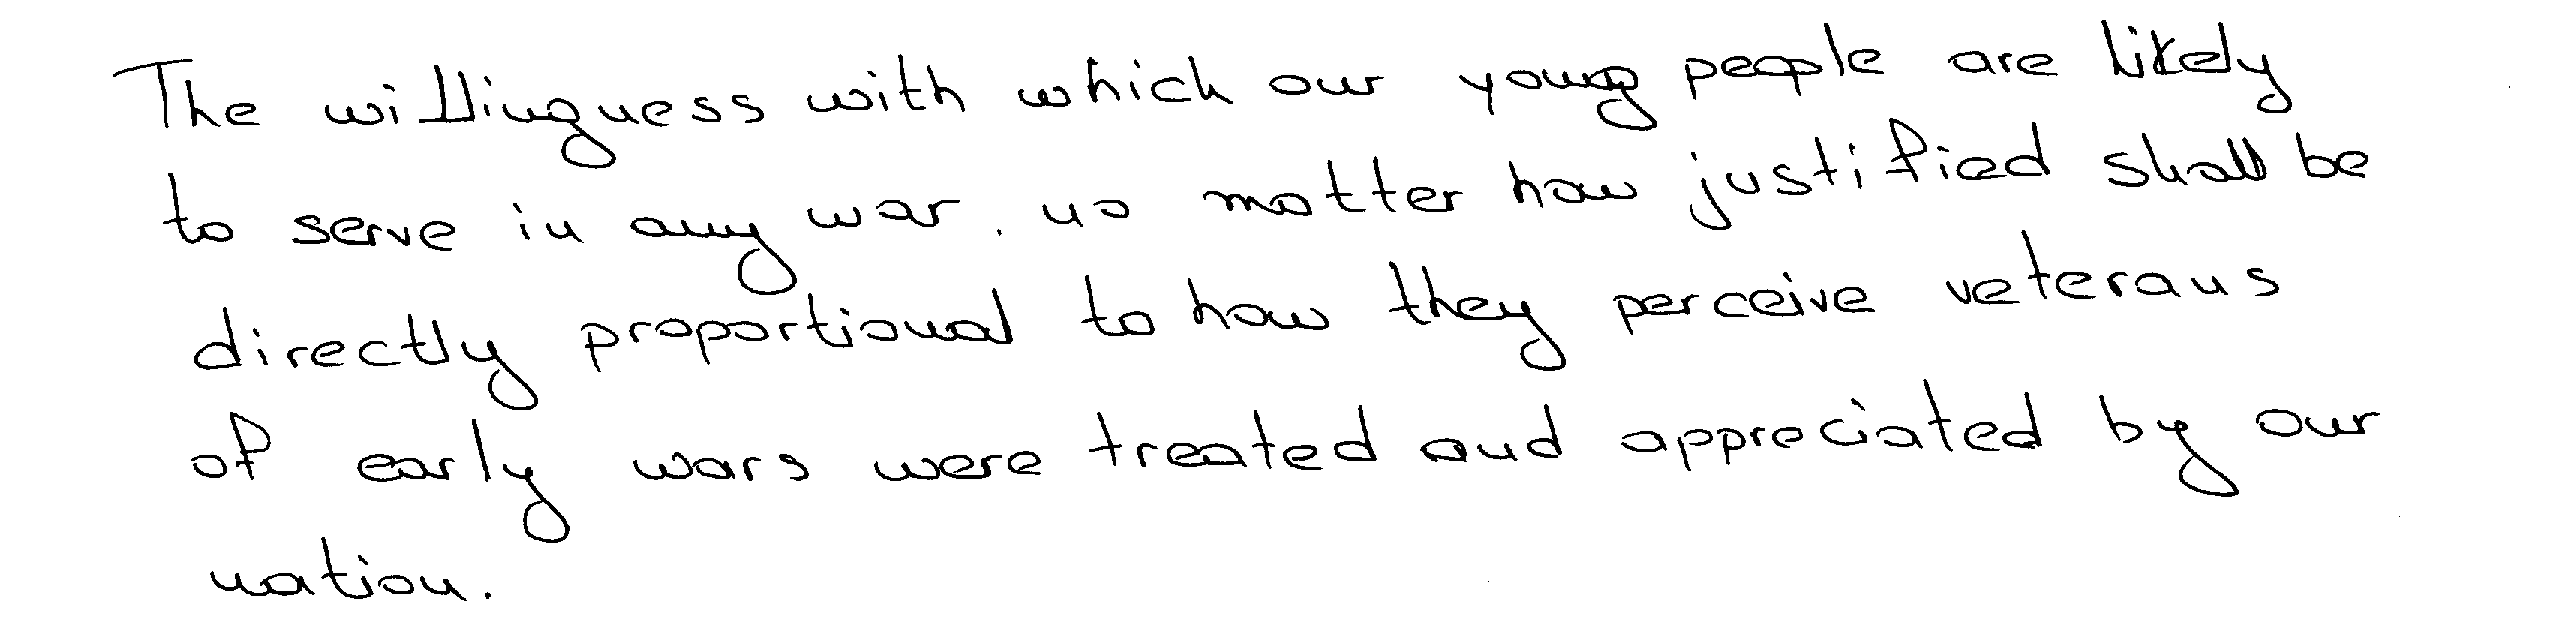 The willingness with which our young people are likely
to serve in any war, no matter how justified shall be
directly proportional to how they perceive veterans
of early wars were treated and appreciated by our
nation.